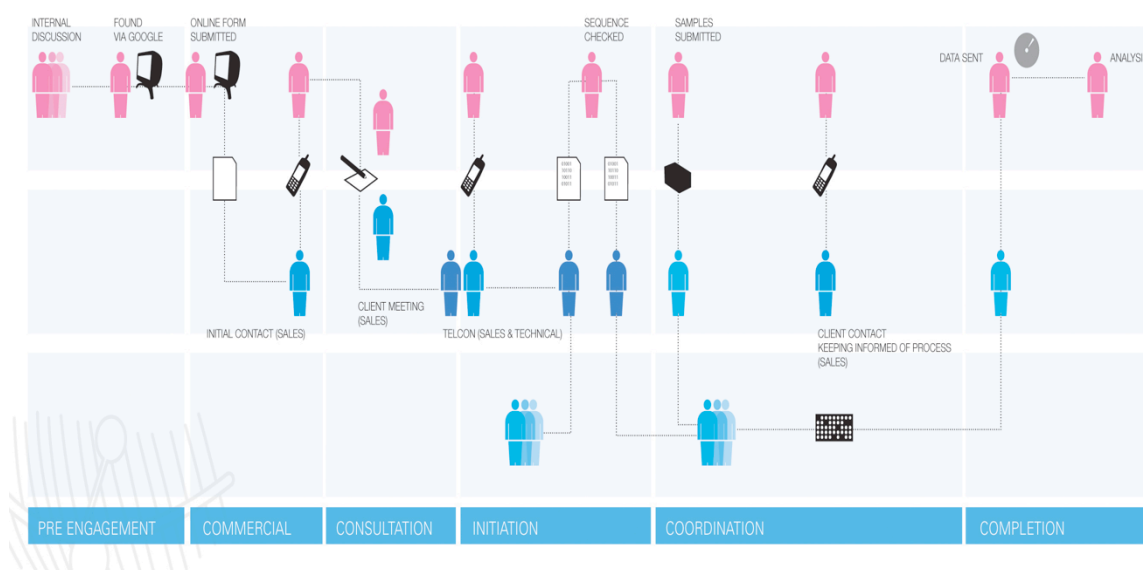 INTERNAL
DISCUSSION
FOUND
VIA GOOGLE
ONLINE FORM
SUBMITTED
SEQUENCE
CHECKED
SAMPLES
SUBMITTED
DATA SENT
ANALYSI
INITIAL CONTACT (SALES)
CLIENT MEETING
(SALES)
TELCON (SALES & TECHNICAL)
CLIENT CONTACT
KEEPING INFORMED OF PROCESS
(SALES)
PRE ENGAGEMENT
COMMERCIAL
CONSULTATION
INITIATION
COORDINATION
COMPLETION